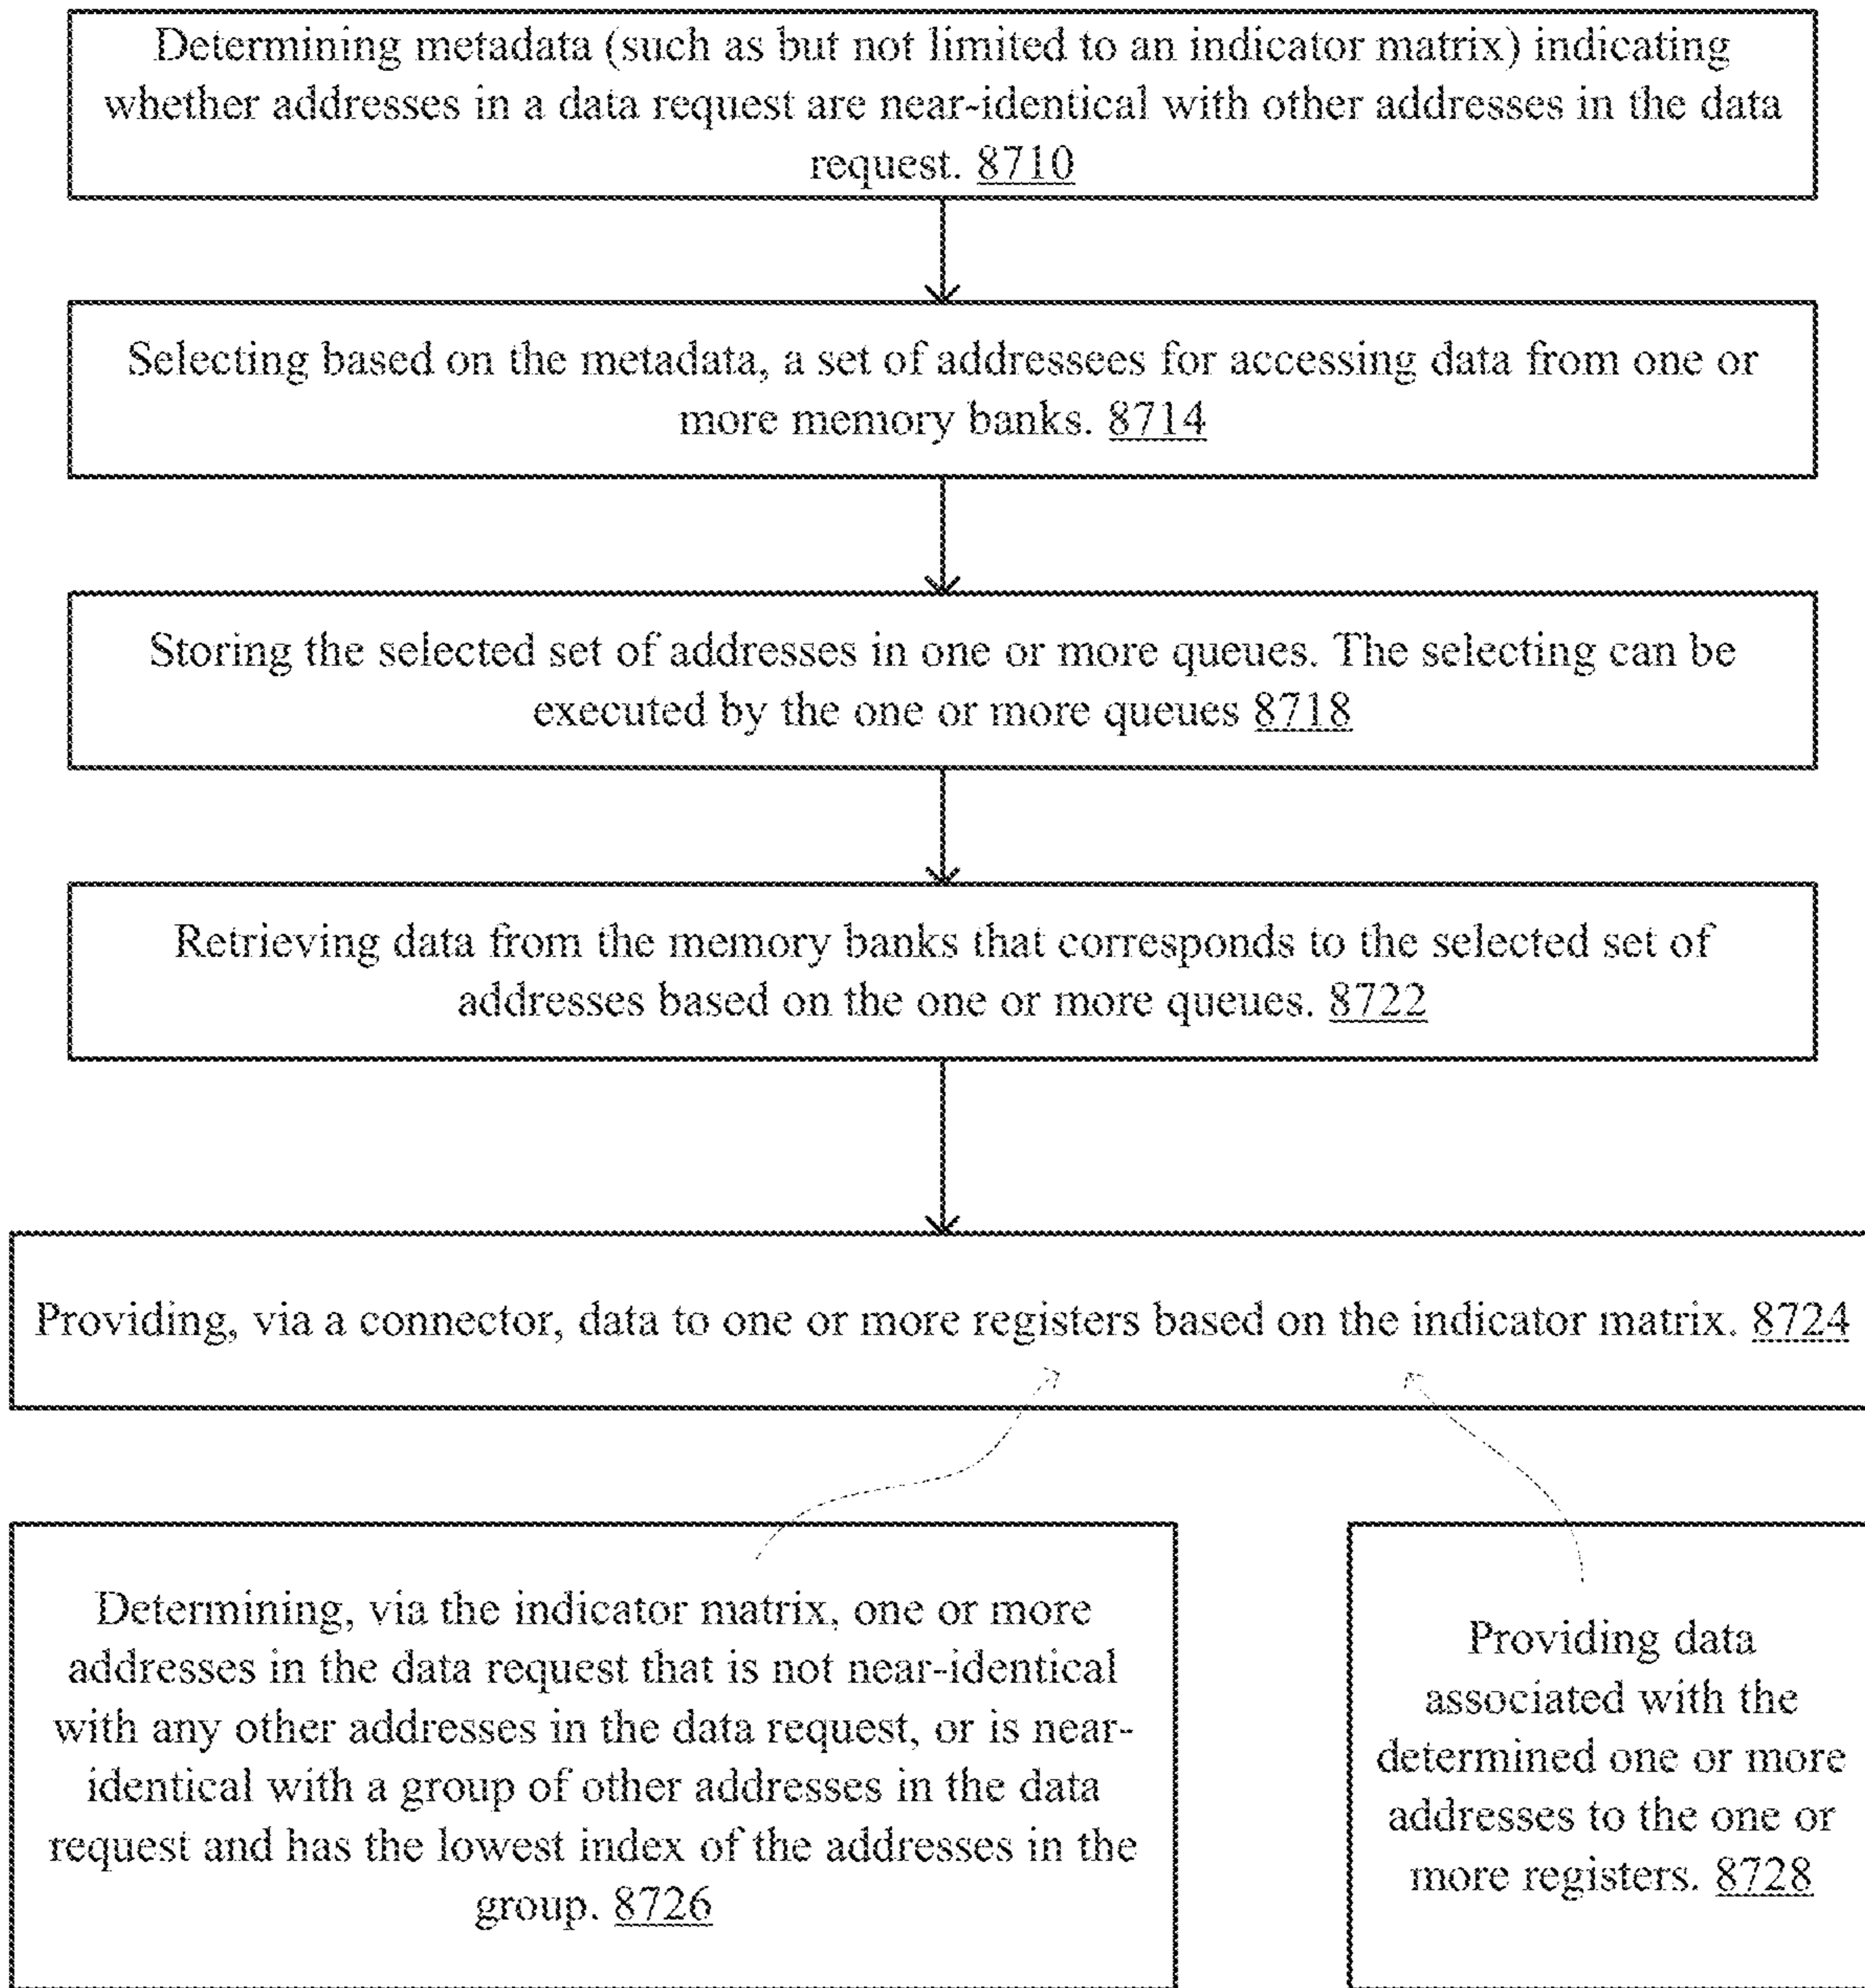 Determining metadata (such as but not limited to an indicator matrix) indicating
whether addresses in a data request are near-identical with other addresses in the data
request. 8710
Selecting based on the metadata, a set of addressees for accessing data from one or
more memory banks. 8714
Storing the selected set of addresses in one or more queues. The selecting can be
executed by the one or more queues 8718
Retrieving data from the memory banks that corresponds to the selected set of
addresses based on the one or more queues. 8722
Providing, via a connector, data to one or more registers based on the indicator matrix. 8724
Determining, via the indicator matrix, one or more
addresses in the data request that is not near-identical
with any other addresses in the data request, or is near-
identical with a group of other addresses in the data
request and has the lowest index of the addresses in the
group. 8726
Providing data
associated with the
determined one or more
addresses to the one or
more registers. 8728